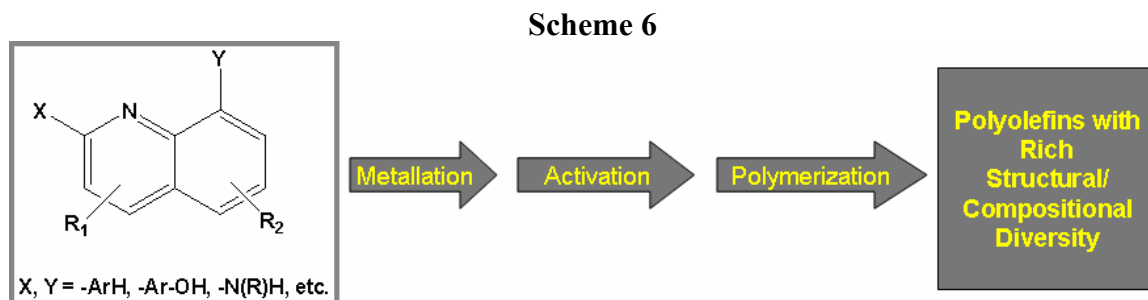 Scheme 6
Y
X
N
R1
R2
X, Y = -ArH, -Ar-OH, -N(R)H, etc.
Metallation
Activation
Polymerization
Polyolefins with
Rich
Structural/
Compositional
Diversity